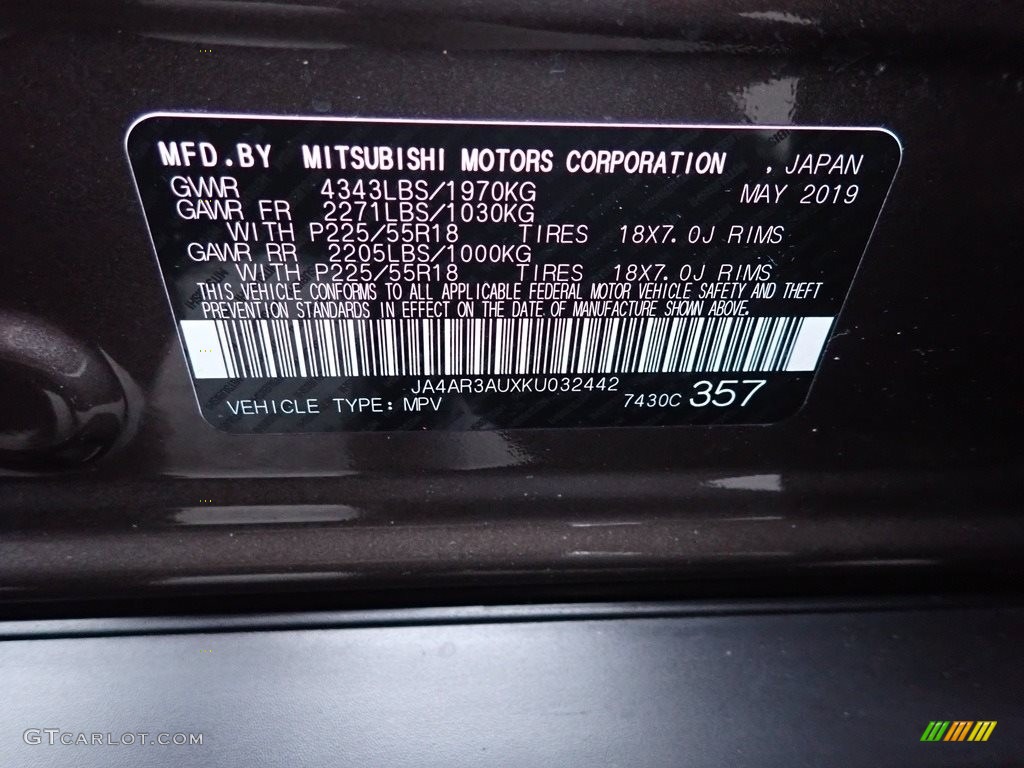 MFD.BY MITSUBISHI MOTORS CORPORATION , JAPAN
GVWR 4343LBS/1970KG MAY 2019
GAWR FR 2271LBS/1030KG
WITH P225/55R18 TIRES 18X7.0J RIMS
GAWR RR 2205LBS/1000KG
WITH P225/55R18 TIRES 18X7.0J RIMS
THIS VEHICLE CONFORMS TO ALL APPLICABLE FEDERAL MOTOR VEHICLE SAFETY AND THEFT
PREVENTION STANDARDS IN EFFECT ON THE DATE OF MANUFACTURE SHOWN ABOVE.
JA4AR3AUXKU032442
VEHICLE TYPE: MPV 7430C 357
GTCARLOT.COM